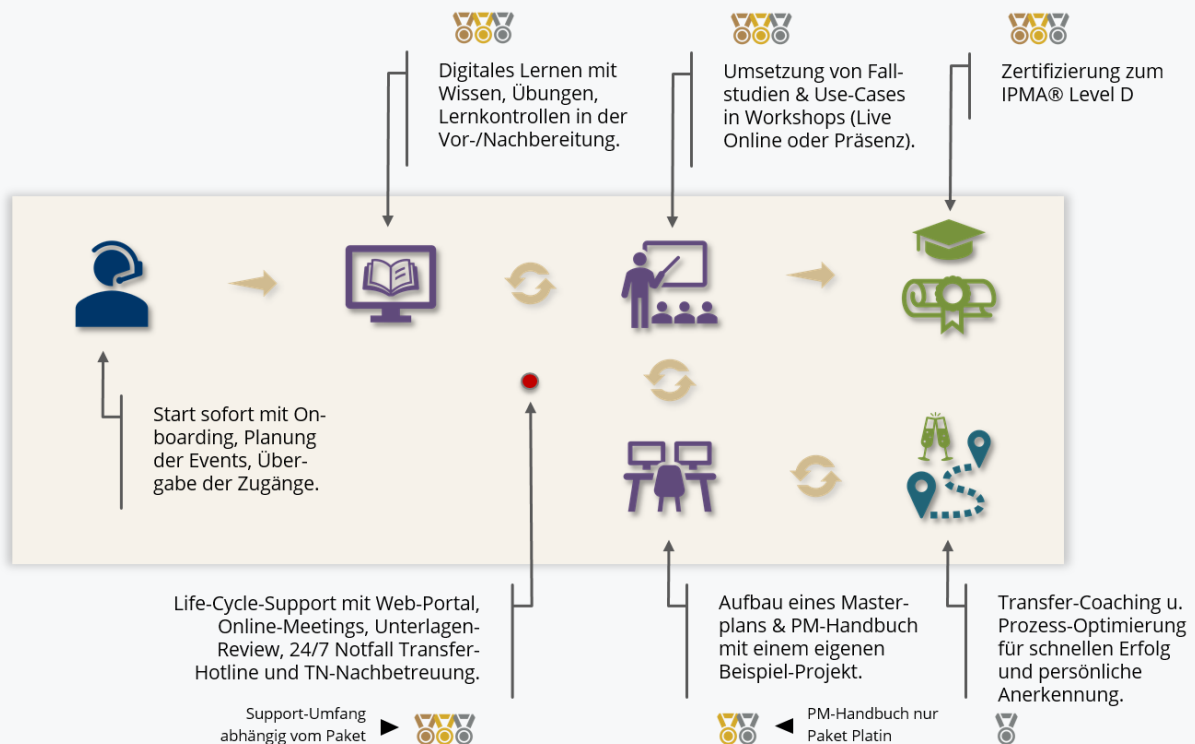 Digitales Lernen mit
Wissen, Übungen,
Lernkontrollen in der
Vor-/Nachbereitung.
Umsetzung von Fall-
studien & Use-Cases
in Workshops (Live
Online oder Präsenz).
Zertifizierung zum
IPMA® Level D
Start sofort mit On-
boarding, Planung
der Events, Über-
gabe der Zugänge.
Life-Cycle-Support mit Web-Portal,
Online-Meetings, Unterlagen-
Review, 24/7 Notfall Transfer-
Hotline und TN-Nachbetreuung.
Support-Umfang
abhängig vom Paket
Aufbau eines Master-
plans & PM-Handbuch
mit einem eigenen
Beispiel-Projekt.
PM-Handbuch nur
Paket Platin
Transfer-Coaching u.
Prozess-Optimierung
für schnellen Erfolg
und persönliche
Anerkennung.